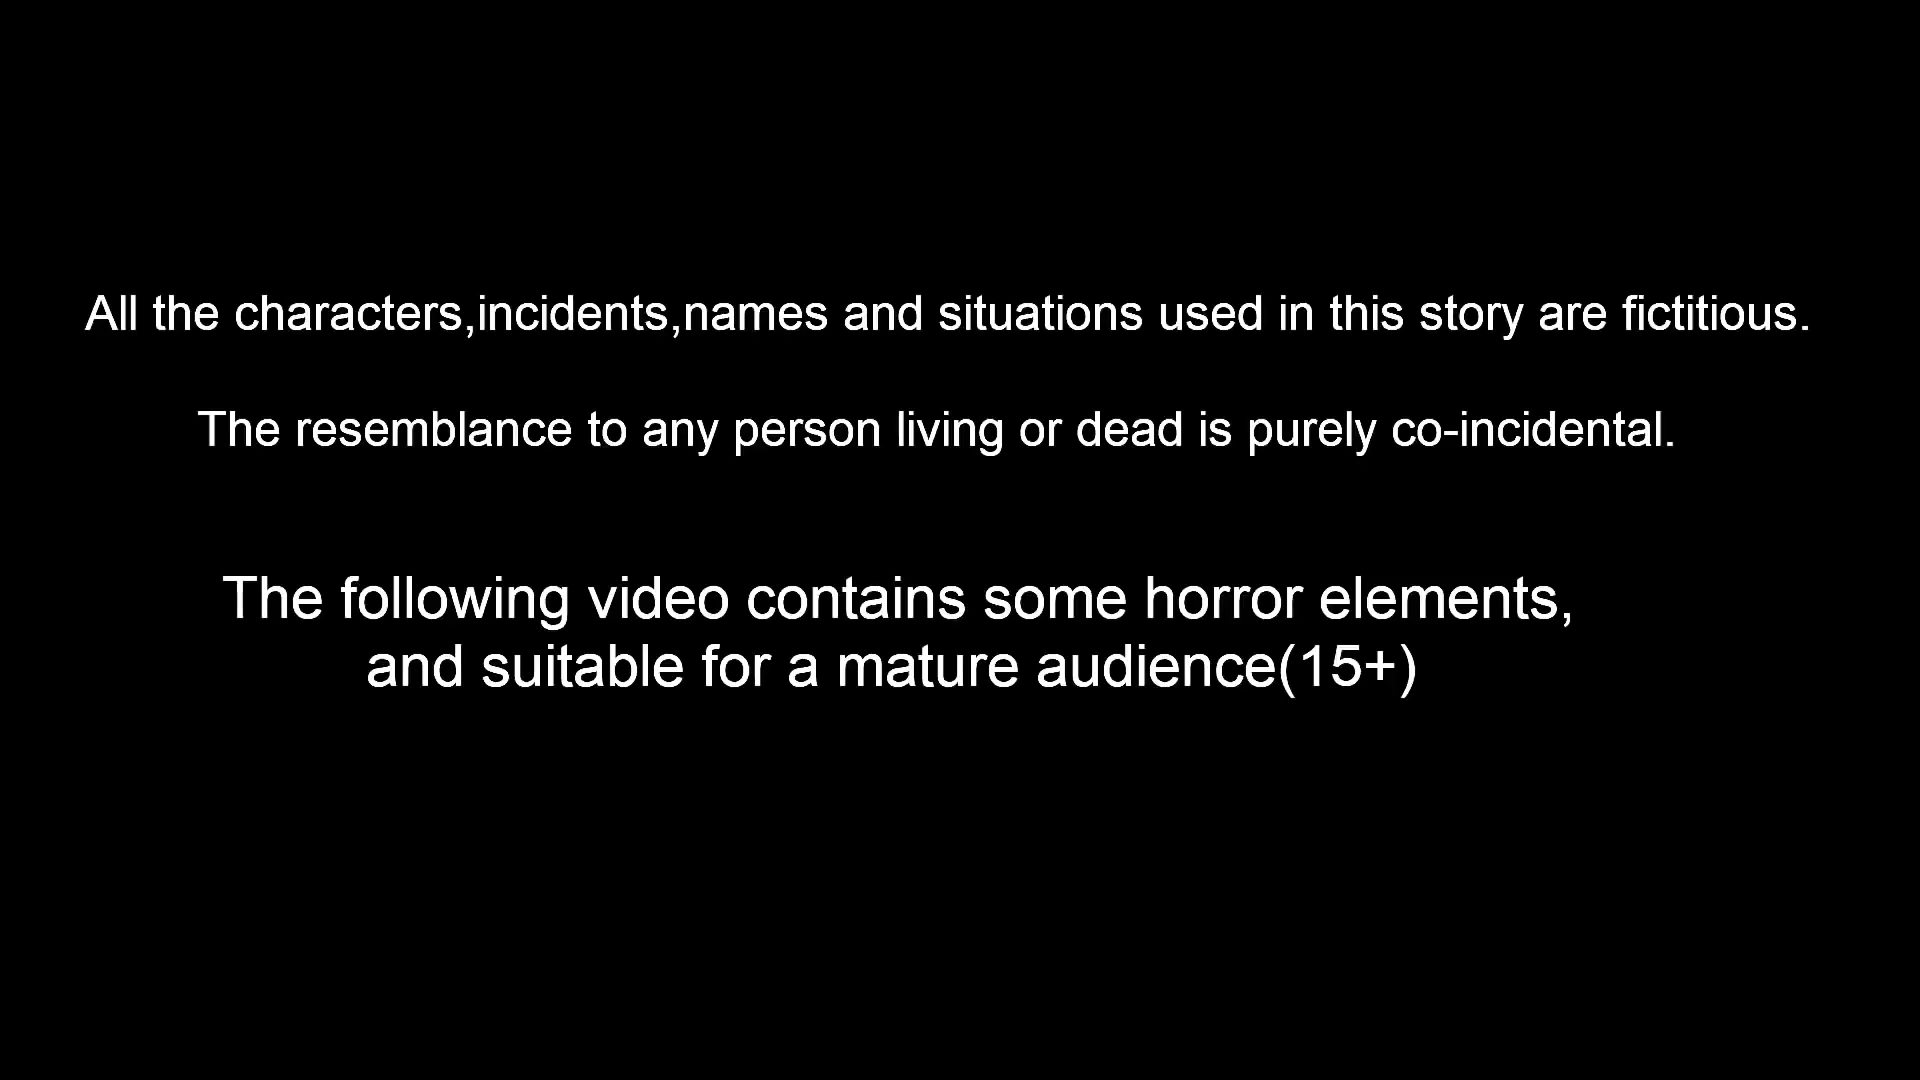 All the characters,incidents,names and situations used in this story are fictitious.
The resemblance to any person living or dead is purely co-incidental.
The following video contains some horror elements,
and suitable for a mature audience(15+)